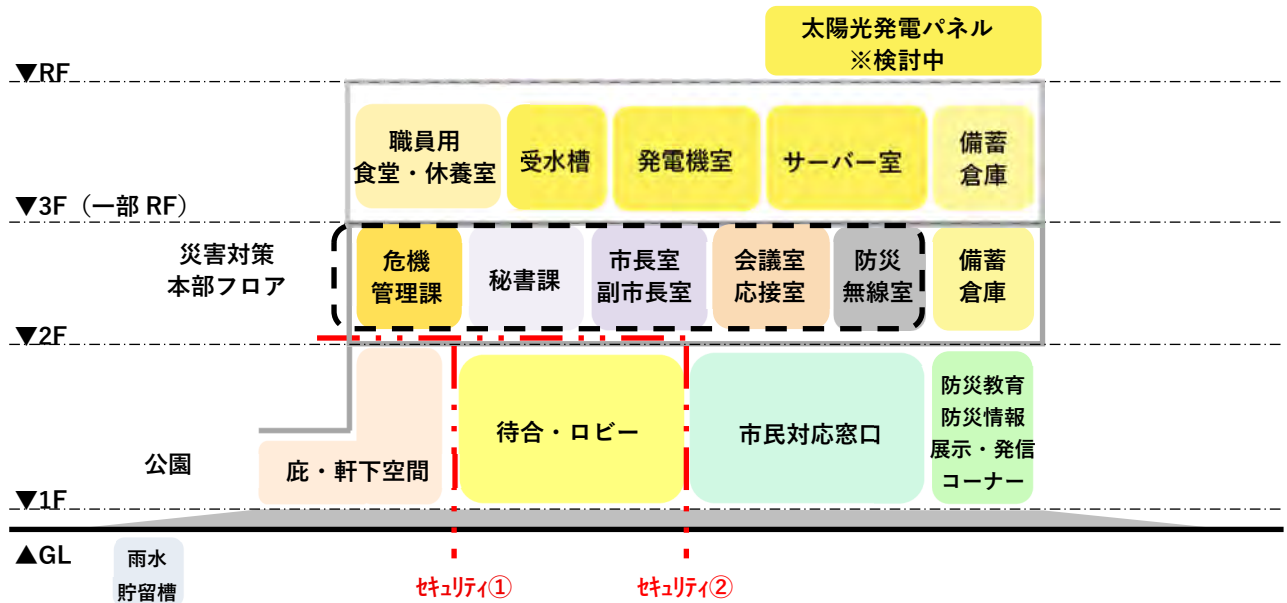 太陽光発電パネル
※検討中
▼RF
職員用
食堂・休養室
受水槽
発電機室
サーバー室
備蓄
倉庫
▼3F（一部 RF）
災害対策
本部フロア
危機
管理課
秘書課
市長室
副市長室
会議室
応接室
防災
無線室
備蓄
倉庫
▼2F
公園
庇・軒下空間
待合・ロビー
市民対応窓口
防災教育
防災情報
展示・発信
コーナー
▼1F
▲GL
雨水
貯留槽
ｾｷｭﾘﾃｨ①
ｾｷｭﾘﾃｨ②